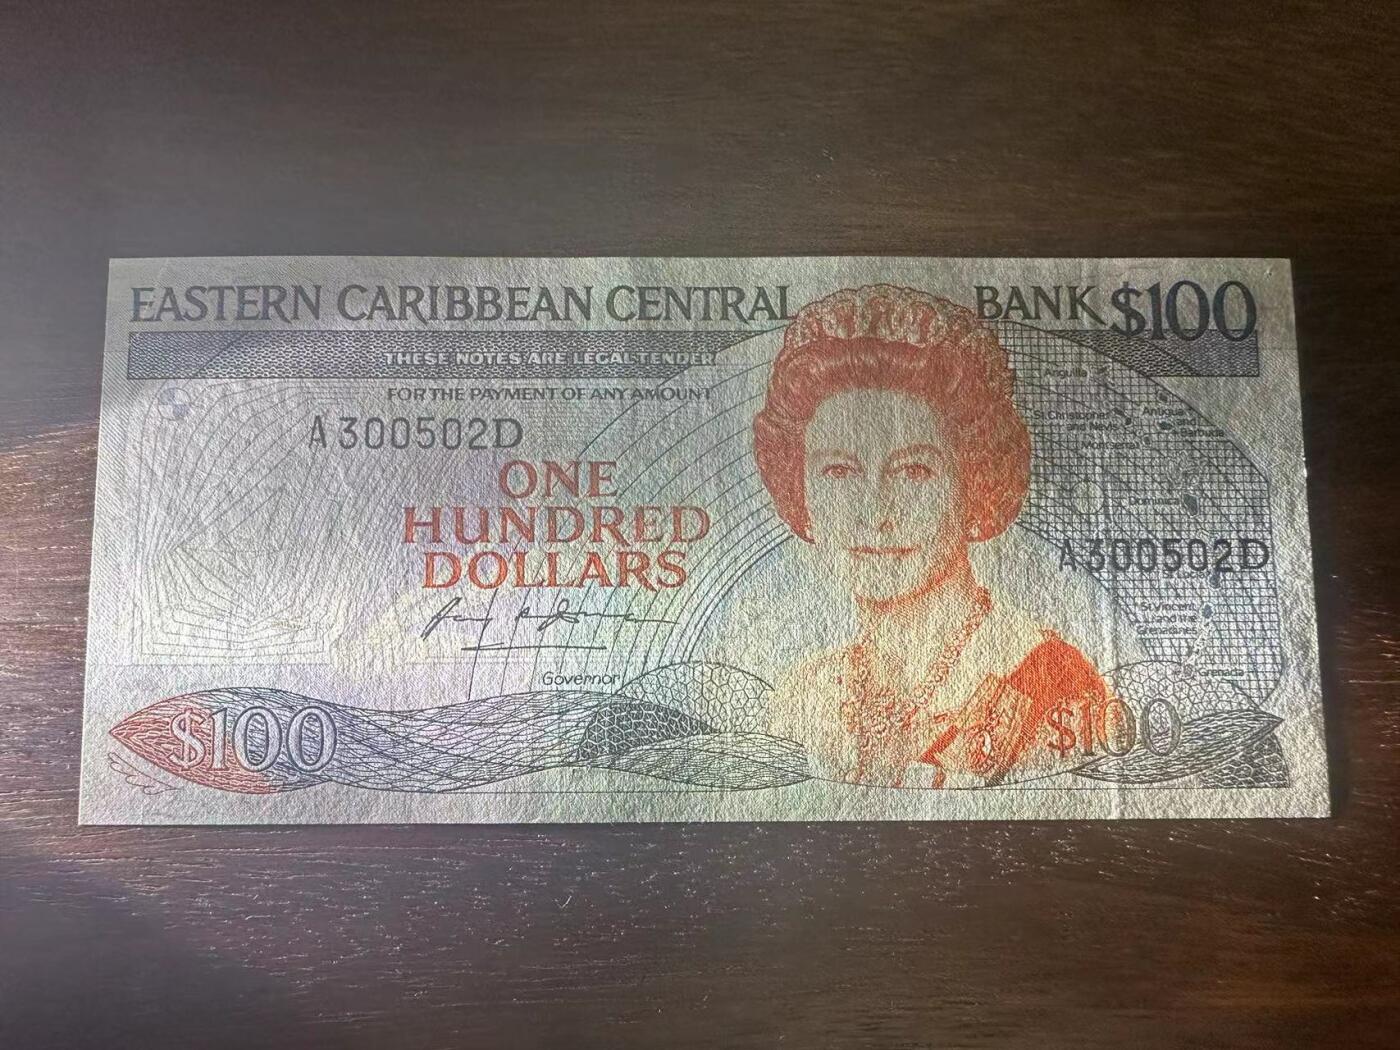 EASTERN CARIBBEAN CENTRAL BANK $100
THESE NOTES ARE LEGAL TENDER
FOR THE PAYMENT OF ANY AMOUNT
A300502D
ONE
HUNDRED
DOLLARS
Governor
$100
Anguilla
St.Christopher
and Nevis
Antigua
and
Barbuda
Montserrat
Dominica
A300502D
St.Vincent
and the
Grenadines
Grenada
$100